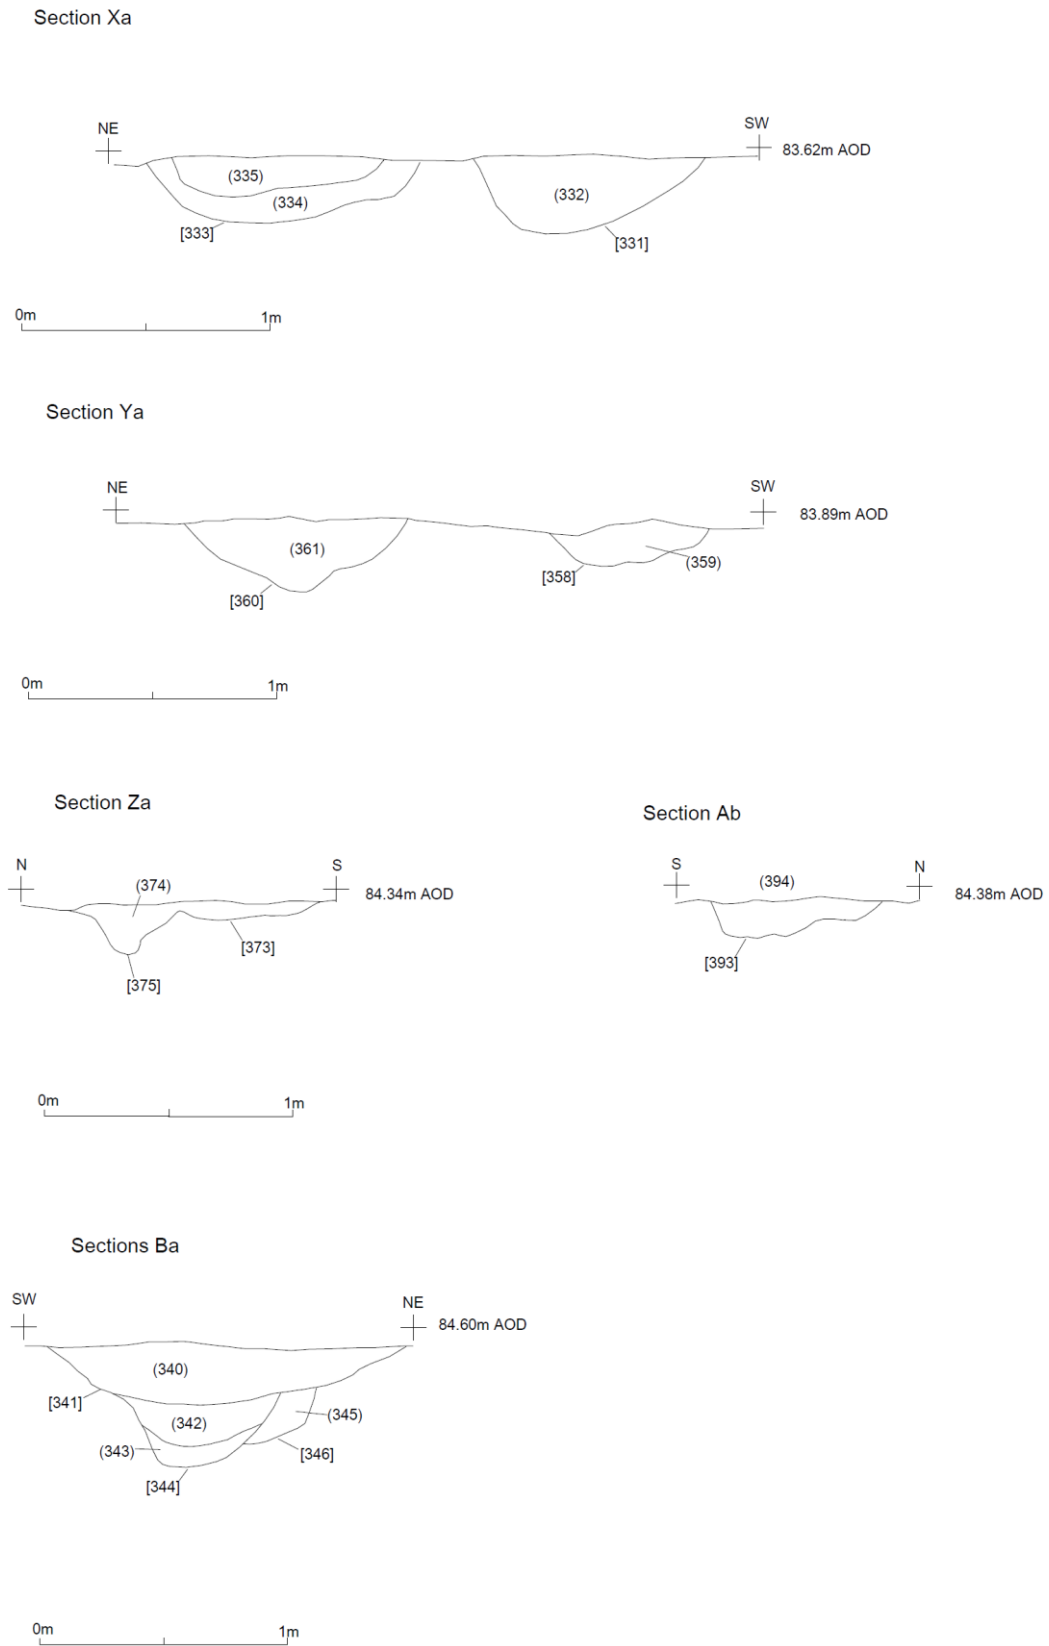 Section Xa
NE
SW
83.62m AOD
(335)
(334)
(332)
[333]
[331]
0m
1m
Section Ya
NE
SW
83.89m AOD
(361)
(359)
[358]
[360]
0m
1m
Section Za
N
S
(374)
84.34m AOD
[373]
[375]
Section Ab
S
N
(394)
84.38m AOD
[393]
0m
1m
Sections Ba
SW
NE
84.60m AOD
(340)
[341]
(342)
(345)
(343)
[346]
[344]
0m
1m